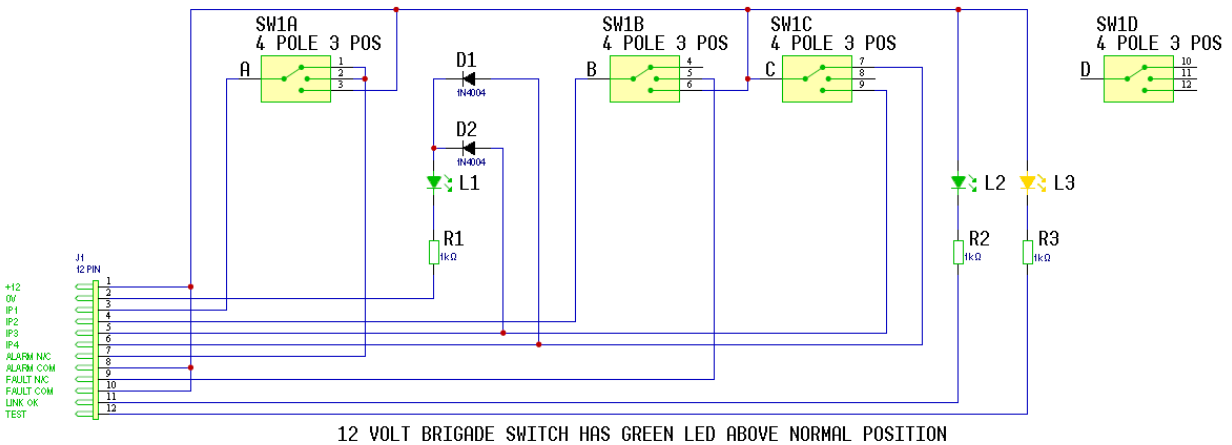 SW1A
4 POLE 3 POS
A
1
2
3
D1
1N4004
D2
1N4004
L1
R1
1kΩ
SW1B
4 POLE 3 POS
B
4
5
6
SW1C
4 POLE 3 POS
C
7
8
9
SW1D
4 POLE 3 POS
D
10
11
12
L2
L3
R2
1kΩ
R3
1kΩ
J1
12 PIN
+12 1
0V 2
IP1 3
IP2 4
IP3 5
IP4 6
ALARM N/C 7
ALARM COM 8
FAULT N/C 9
FAULT COM 10
LINK OK 11
TEST 12
12 VOLT BRIGADE SWITCH HAS GREEN LED ABOVE NORMAL POSITION